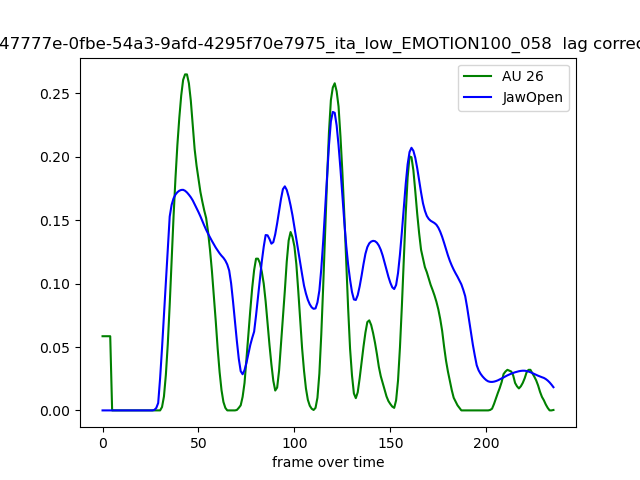 47777e-0fbe-54a3-9afd-4295f70e7975_ita_low_EMOTION100_058 lag correc
AU 26
JawOpen
0.25
0.20
0.15
0.10
0.05
0.00
0 50 100 150 200
frame over time